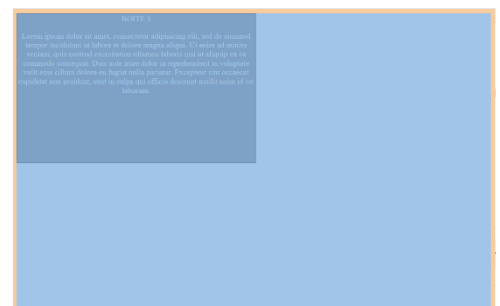 BOITE 3
Lorem ipsum dolor sit amet, consectetur adipisicing elit, sed do eiusmod
tempor incididunt ut labore et dolore magna aliqua. Ut enim ad minim
veniam, quis nostrud exercitation ullamco laboris nisi ut aliquip ex ea
commodo consequat. Duis aute irure dolor in reprehenderit in voluptate
velit esse cillum dolore eu fugiat nulla pariatur. Excepteur sint occaecat
cupidatat non proident, sunt in culpa qui officia deserunt mollit anim id est
laborum.